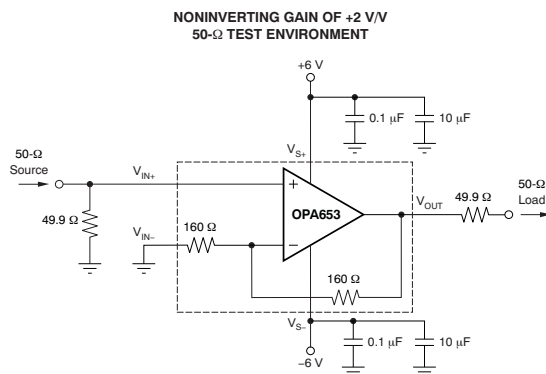 NONINVERTING GAIN OF +2 V/V
50-Ω TEST ENVIRONMENT
+6 V
0.1 μF
10 μF
VS+
50-Ω
Source
VIN+
49.9 Ω
+
OPA653
−
VOUT
49.9 Ω
50-Ω
Load
VIN−
160 Ω
160 Ω
VS−
0.1 μF
10 μF
−6 V